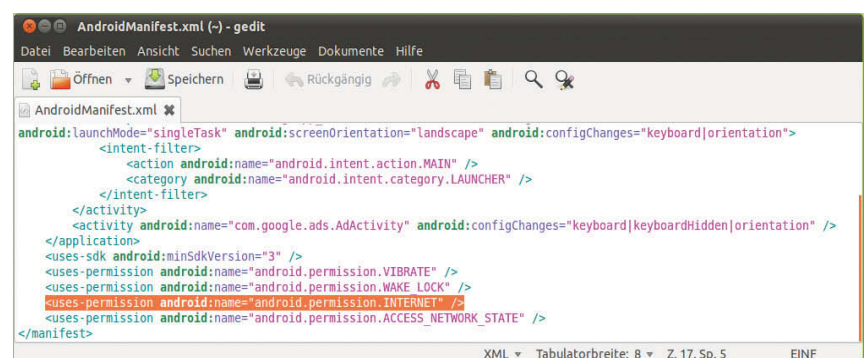 AndroidManifest.xml (~) - gedit
Datei Bearbeiten Ansicht Suchen Werkzeuge Dokumente Hilfe
Öffnen Speichern Rückgängig
AndroidManifest.xml
android:launchMode="singleTask" android:screenOrientation="landscape" android:configChanges="keyboard|orientation">
<intent-filter>
<action android:name="android.intent.action.MAIN" />
<category android:name="android.intent.category.LAUNCHER" />
</intent-filter>
</activity>
<activity android:name="com.google.ads.AdActivity" android:configChanges="keyboard|keyboardHidden|orientation" />
</application>
<uses-sdk android:minSdkVersion="3" />
<uses-permission android:name="android.permission.VIBRATE" />
<uses-permission android:name="android.permission.WAKE_LOCK" />
<uses-permission android:name="android.permission.INTERNET" />
<uses-permission android:name="android.permission.ACCESS_NETWORK_STATE" />
</manifest>
XML Tabulatorbreite: 8 Z. 17, Sp. 5 EINF